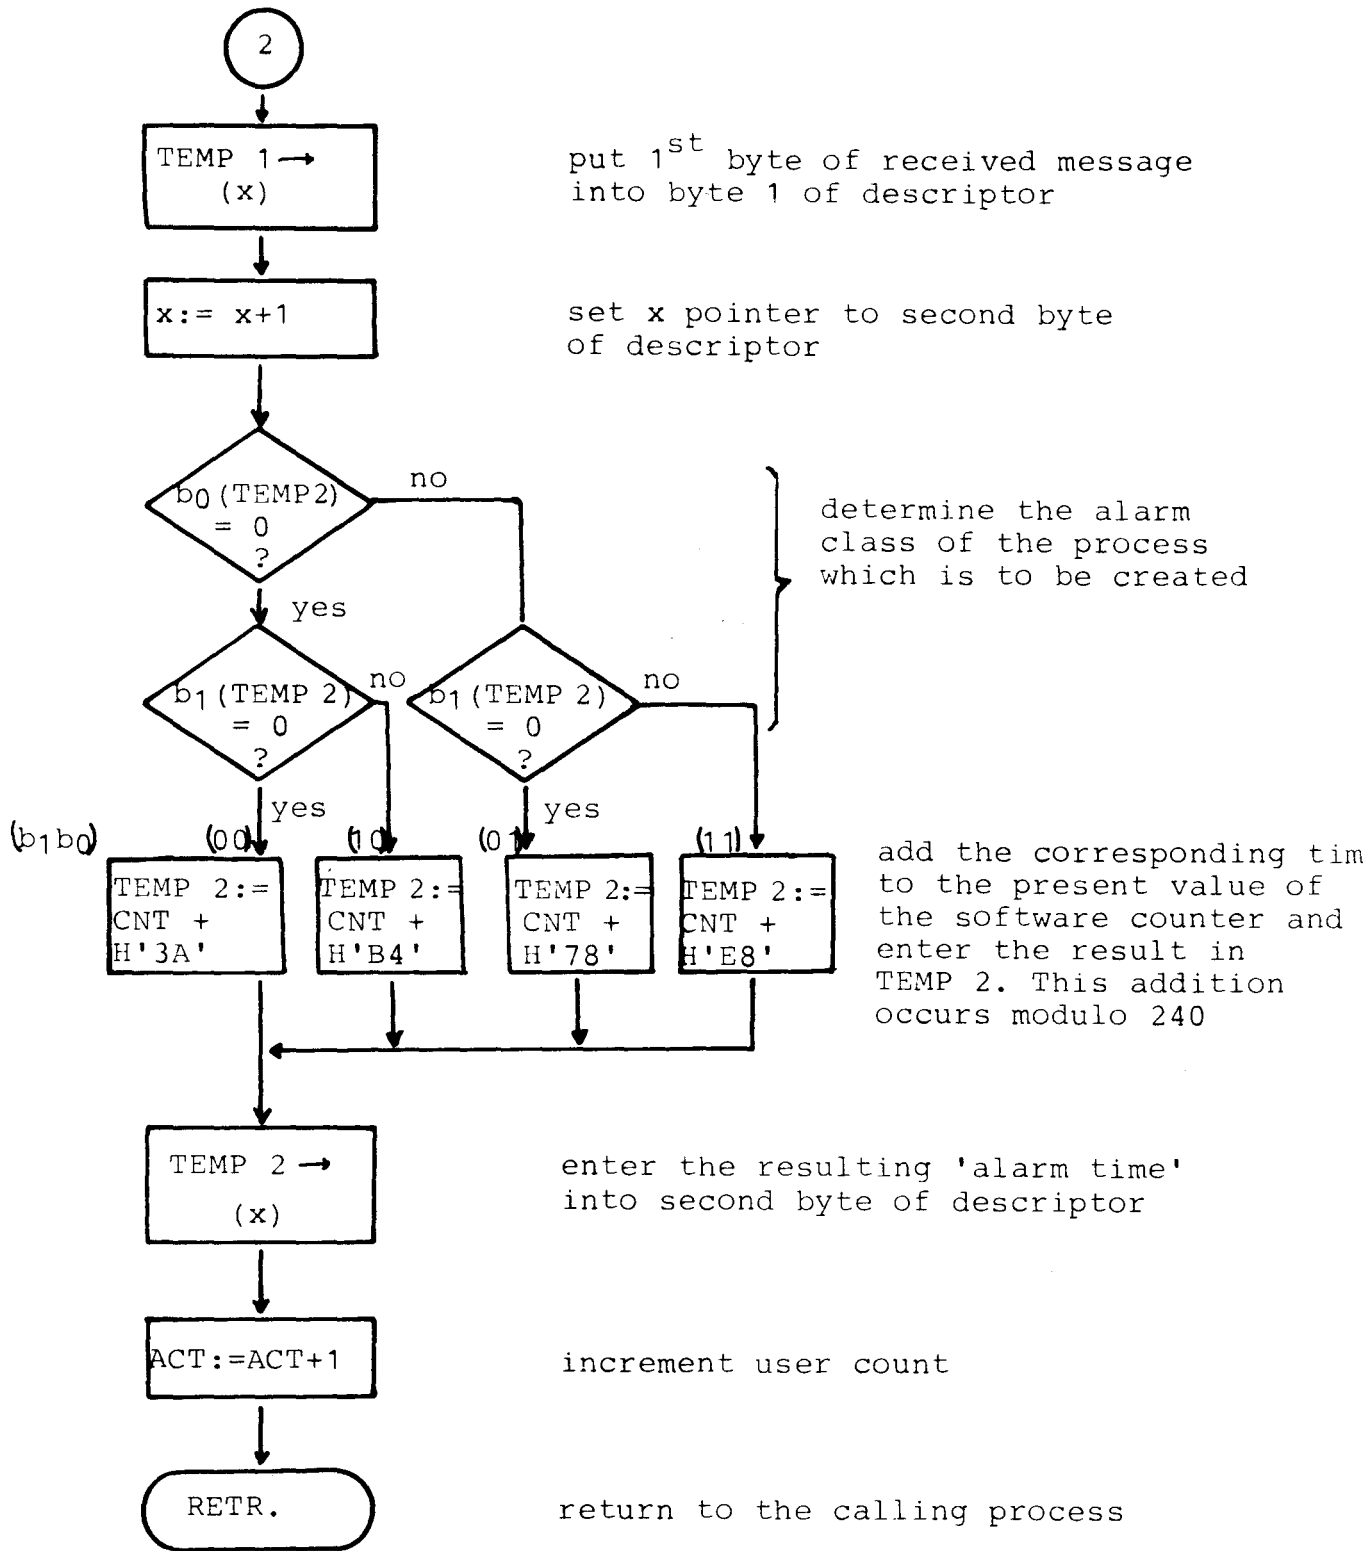 2
TEMP 1 →
(x)
put 1st byte of received message
into byte 1 of descriptor
x:= x+1
set x pointer to second byte
of descriptor
b0(TEMP2)
= 0
?
no
yes
determine the alarm
class of the process
which is to be created
b1(TEMP 2)
= 0
?
no
yes
b1(TEMP 2)
= 0
?
no
yes
(b1b0)
(00)
(10)
(01)
(11)
TEMP 2:=
CNT +
H'3A'
TEMP 2:=
CNT +
H'B4'
TEMP 2:=
CNT +
H'78'
TEMP 2:=
CNT +
H'E8'
add the corresponding tim
to the present value of
the software counter and
enter the result in
TEMP 2. This addition
occurs modulo 240
TEMP 2 →
(x)
enter the resulting 'alarm time'
into second byte of descriptor
ACT:=ACT+1
increment user count
RETR.
return to the calling process